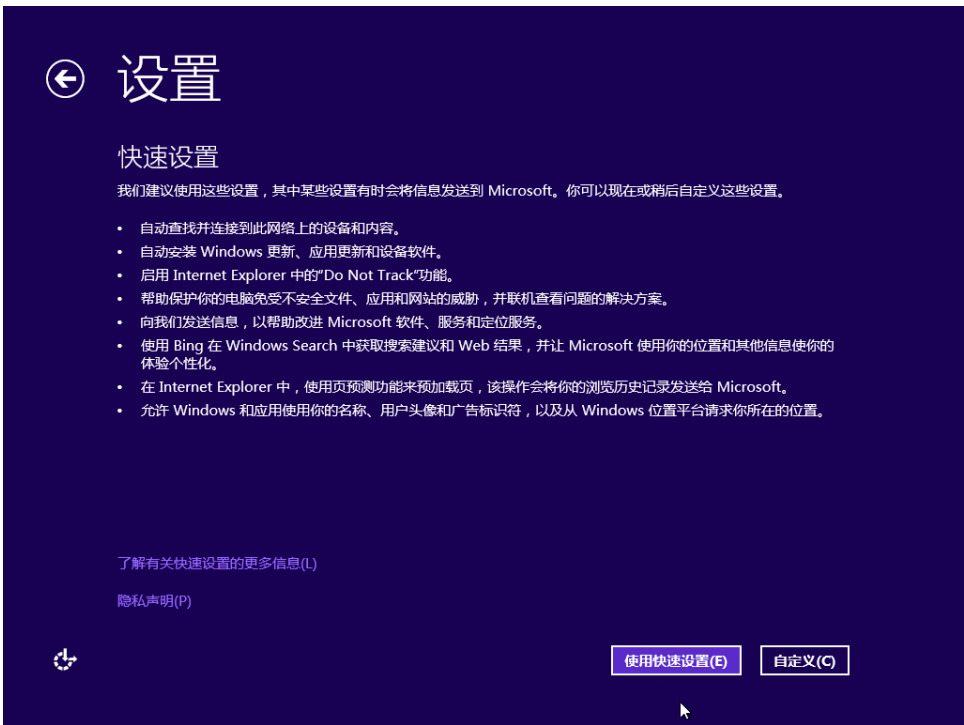 设置
快速设置
我们建议使用这些设置，其中某些设置有时会将信息发送到 Microsoft。你可以现在或稍后自定义这些设置。
• 自动查找并连接到此网络上的设备和内容。
• 自动安装 Windows 更新、应用更新和设备软件。
• 启用 Internet Explorer 中的"Do Not Track"功能。
• 帮助保护你的电脑免受不安全文件、应用和网站的威胁，并联机查看问题的解决方案。
• 向我们发送信息，以帮助改进 Microsoft 软件、服务和定位服务。
• 使用 Bing 在 Windows Search 中获取搜索建议和 Web 结果，并让 Microsoft 使用你的位置和其他信息使你的
体验个性化。
• 在 Internet Explorer 中，使用页预测功能来预加载页，该操作会将你的浏览历史记录发送给 Microsoft。
• 允许 Windows 和应用使用你的名称、用户头像和广告标识符，以及从 Windows 位置平台请求你所在的位置。
了解有关快速设置的更多信息(L)
隐私声明(P)
使用快速设置(E)
自定义(C)